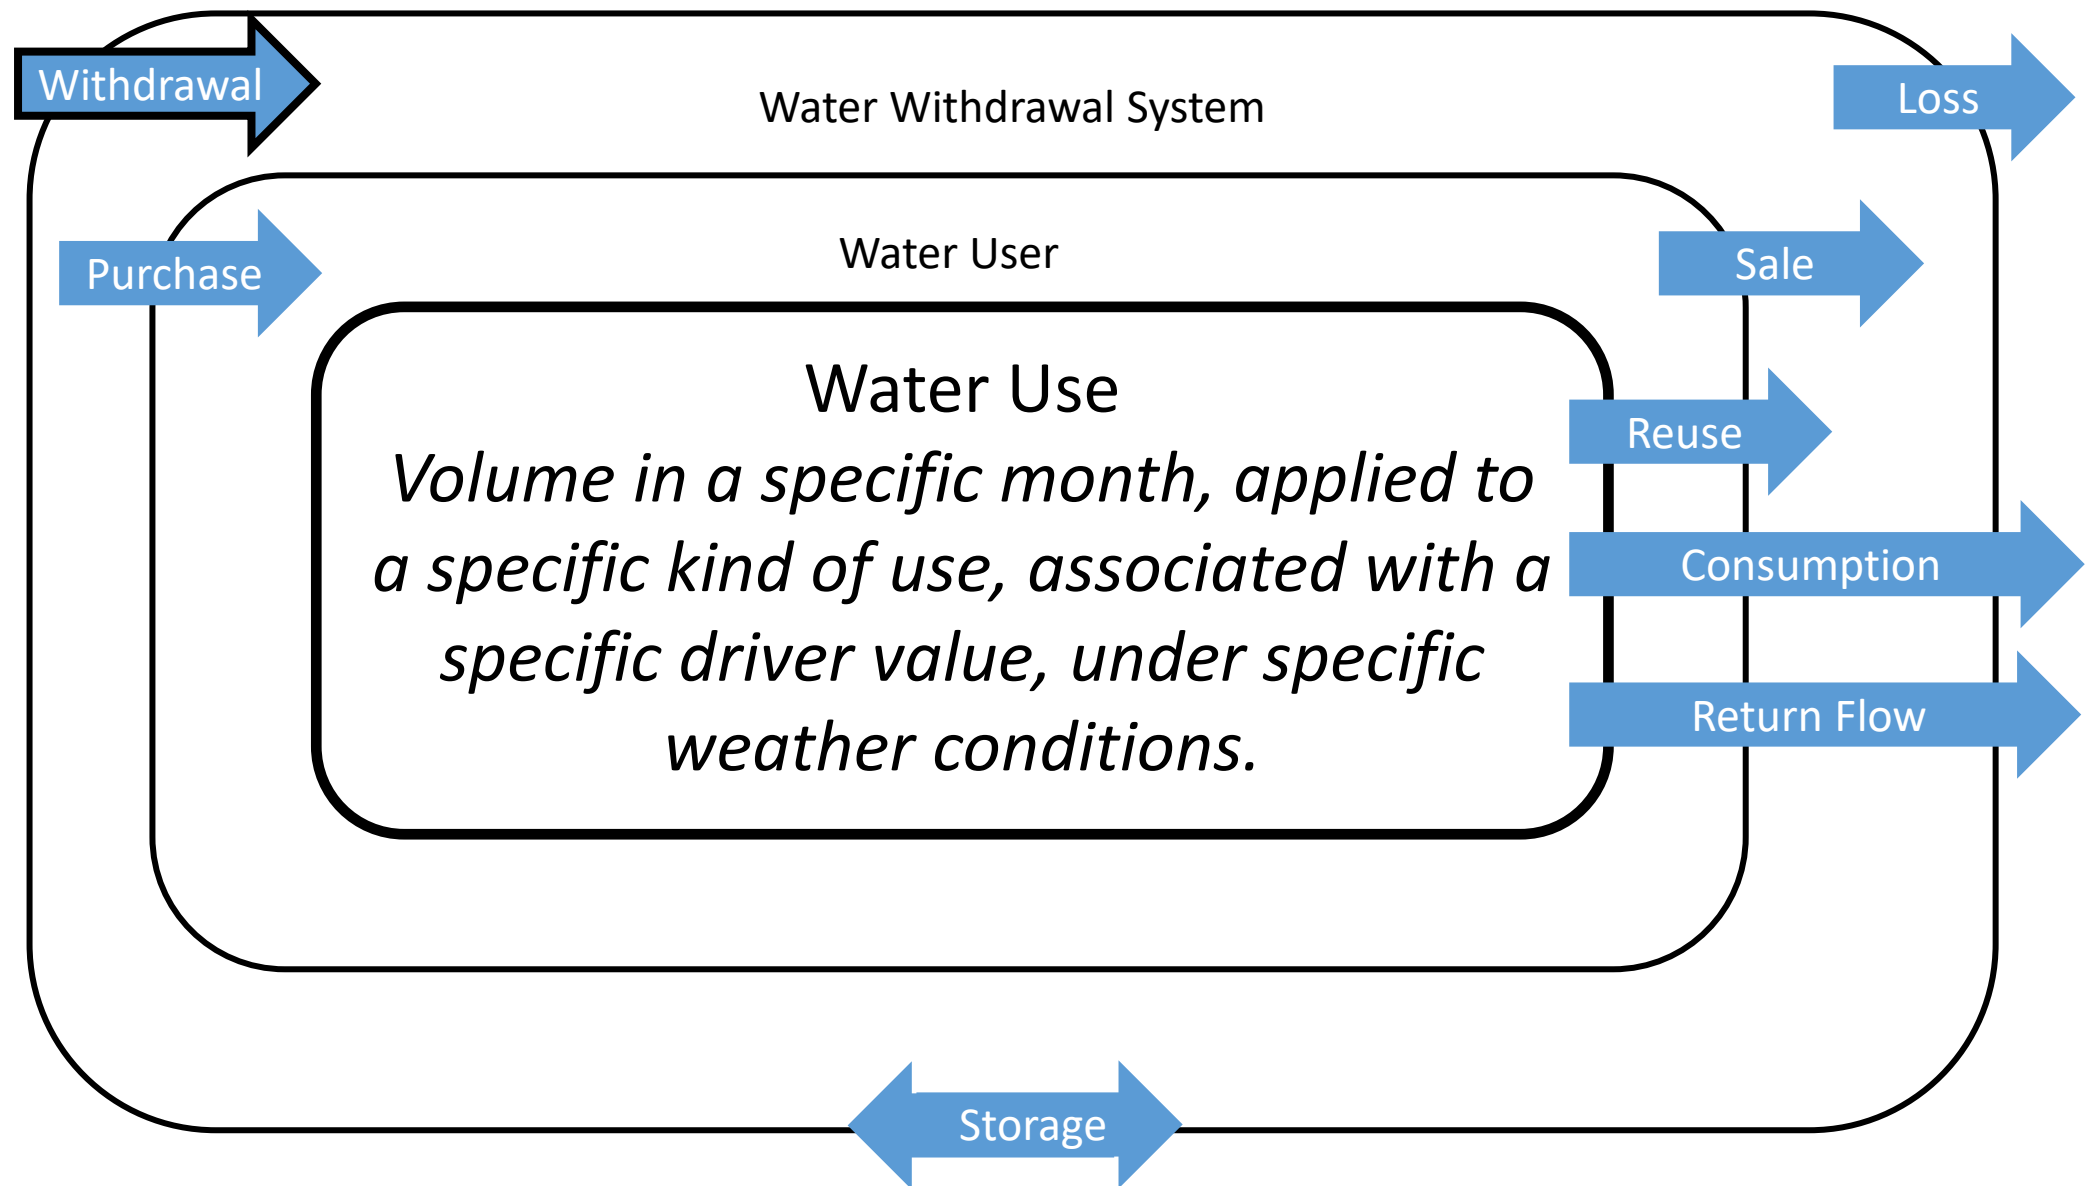 Withdrawal
Water Withdrawal System
Loss
Purchase
Water User
Sale
Water Use
Volume in a specific month, applied to
a specific kind of use, associated with a
specific driver value, under specific
weather conditions.
Reuse
Consumption
Return Flow
Storage